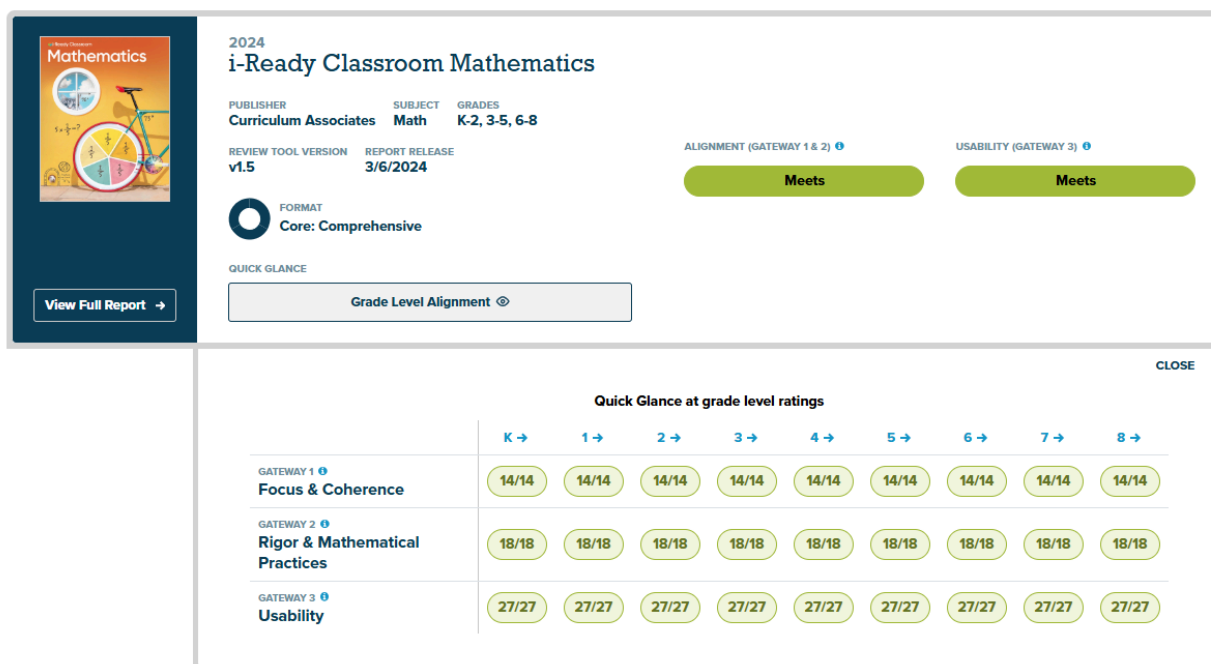 i-Ready Classroom
Mathematics
View Full Report →
2024
i-Ready Classroom Mathematics
PUBLISHER SUBJECT GRADES
Curriculum Associates Math K-2, 3-5, 6-8
REVIEW TOOL VERSION REPORT RELEASE
v1.5 3/6/2024
FORMAT
Core: Comprehensive
QUICK GLANCE
Grade Level Alignment
ALIGNMENT (GATEWAY 1 & 2) USABILITY (GATEWAY 3)
Meets Meets
CLOSE
Quick Glance at grade level ratings
K → 1 → 2 → 3 → 4 → 5 → 6 → 7 → 8 →
GATEWAY 1
Focus & Coherence
14/14 14/14 14/14 14/14 14/14 14/14 14/14 14/14 14/14
GATEWAY 2
Rigor & Mathematical
Practices
18/18 18/18 18/18 18/18 18/18 18/18 18/18 18/18 18/18
GATEWAY 3
Usability
27/27 27/27 27/27 27/27 27/27 27/27 27/27 27/27 27/27